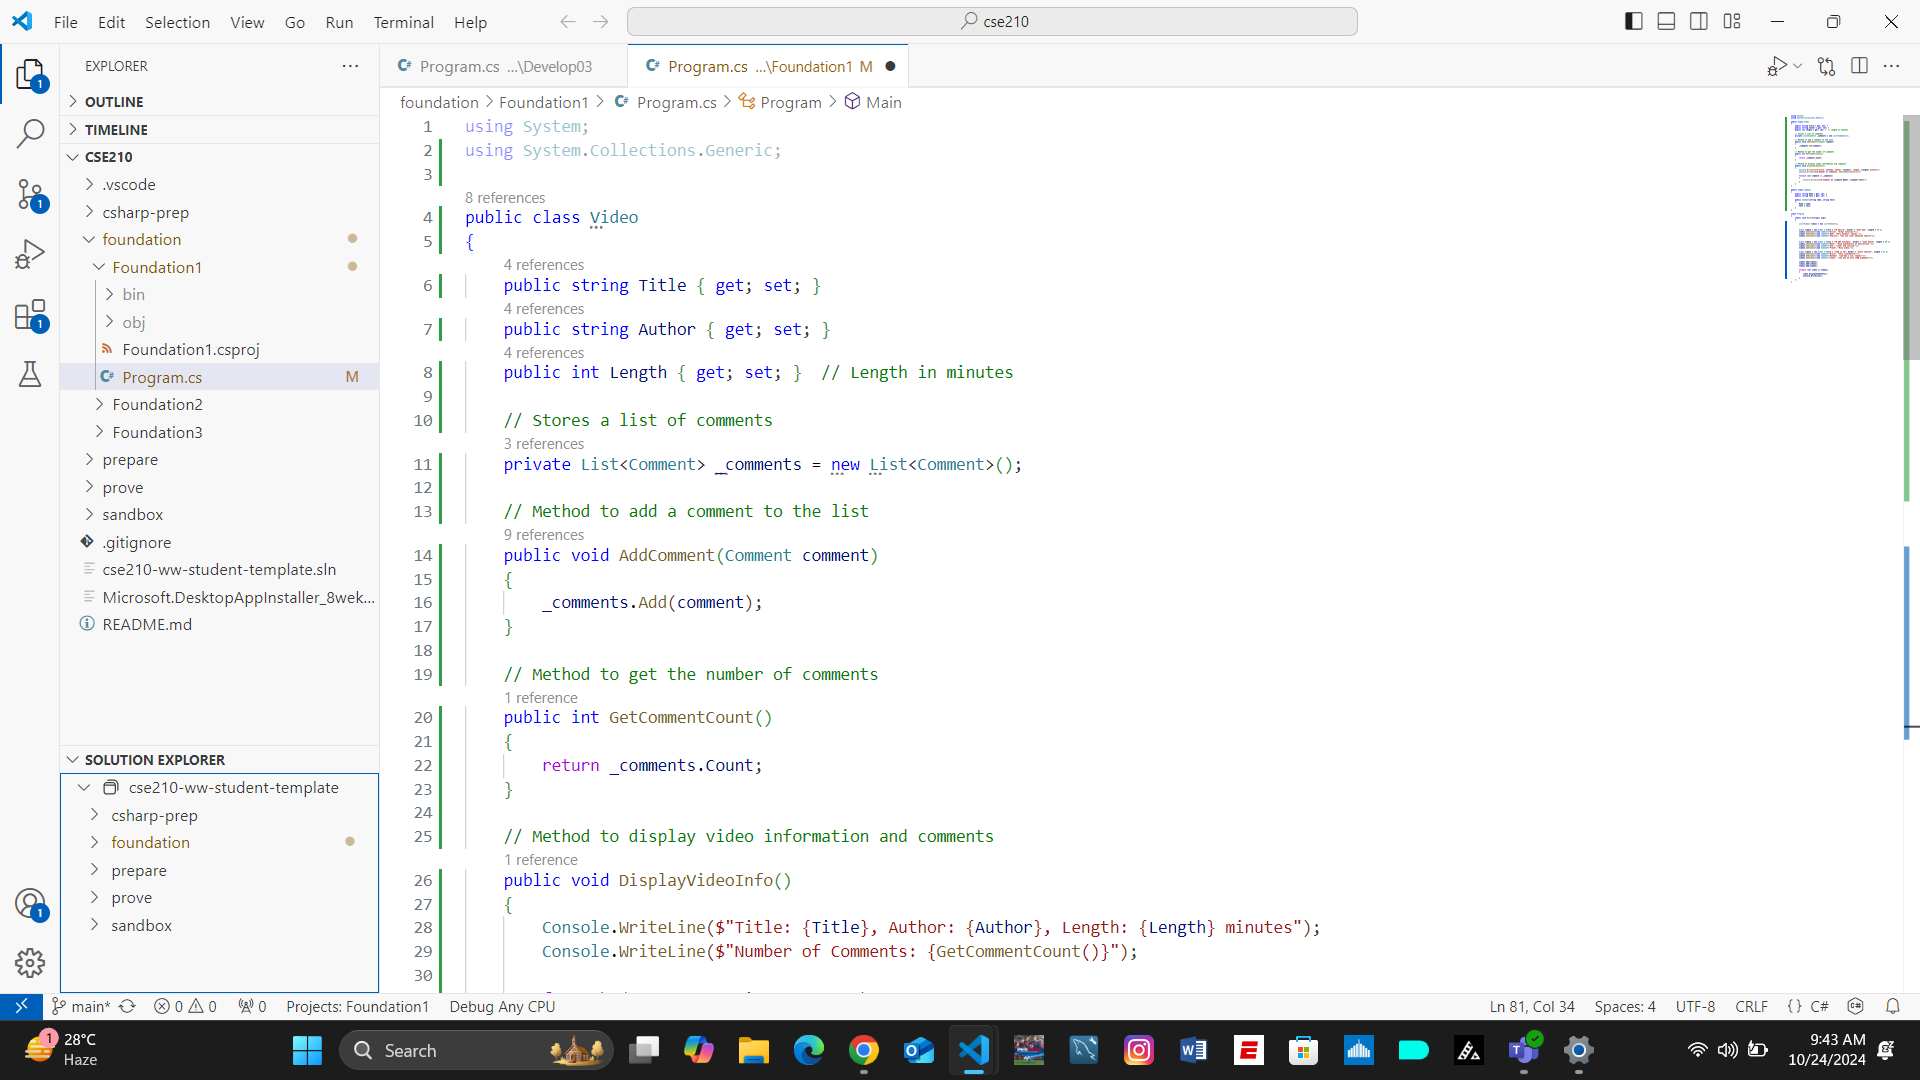 File Edit Selection View Go Run Terminal Help
cse210
EXPLORER
OUTLINE
TIMELINE
CSE210
.vscode
csharp-prep
foundation
Foundation1
bin
obj
Foundation1.csproj
Program.cs M
Foundation2
Foundation3
prepare
prove
sandbox
.gitignore
cse210-ww-student-template.sln
Microsoft.DesktopAppInstaller_8wek...
README.md
SOLUTION EXPLORER
cse210-ww-student-template
csharp-prep
foundation
prepare
prove
sandbox
Program.cs ...\Develop03
Program.cs ...\Foundation1 M
foundation > Foundation1 > Program.cs > Program > Main
1 using System;
2 using System.Collections.Generic;
3
8 references
4 public class Video
5 {
4 references
6 public string Title { get; set; }
4 references
7 public string Author { get; set; }
4 references
8 public int Length { get; set; } // Length in minutes
9
10 // Stores a list of comments
3 references
11 private List<Comment> _comments = new List<Comment>();
12
13 // Method to add a comment to the list
9 references
14 public void AddComment(Comment comment)
15 {
16 _comments.Add(comment);
17 }
18
19 // Method to get the number of comments
1 reference
20 public int GetCommentCount()
21 {
22 return _comments.Count;
23 }
24
25 // Method to display video information and comments
1 reference
26 public void DisplayVideoInfo()
27 {
28 Console.WriteLine($"Title: {Title}, Author: {Author}, Length: {Length} minutes");
29 Console.WriteLine($"Number of Comments: {GetCommentCount()}");
30
main* 0 0 0 Projects: Foundation1 Debug Any CPU
Ln 81, Col 34 Spaces: 4 UTF-8 CRLF {} C#
1 28°C
Haze
Search
9:43 AM
10/24/2024